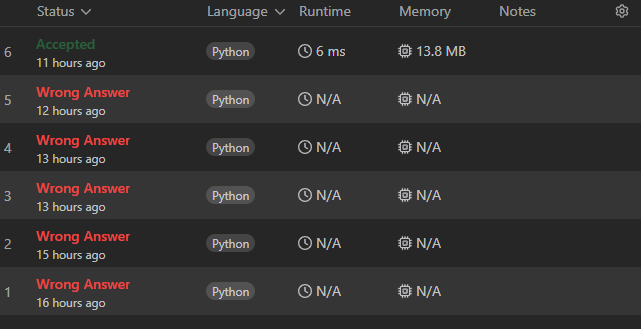 Status Language Runtime Memory Notes
6 Accepted Python 6 ms 13.8 MB
11 hours ago
5 Wrong Answer Python N/A N/A
12 hours ago
4 Wrong Answer Python N/A N/A
13 hours ago
3 Wrong Answer Python N/A N/A
13 hours ago
2 Wrong Answer Python N/A N/A
15 hours ago
1 Wrong Answer Python N/A N/A
16 hours ago